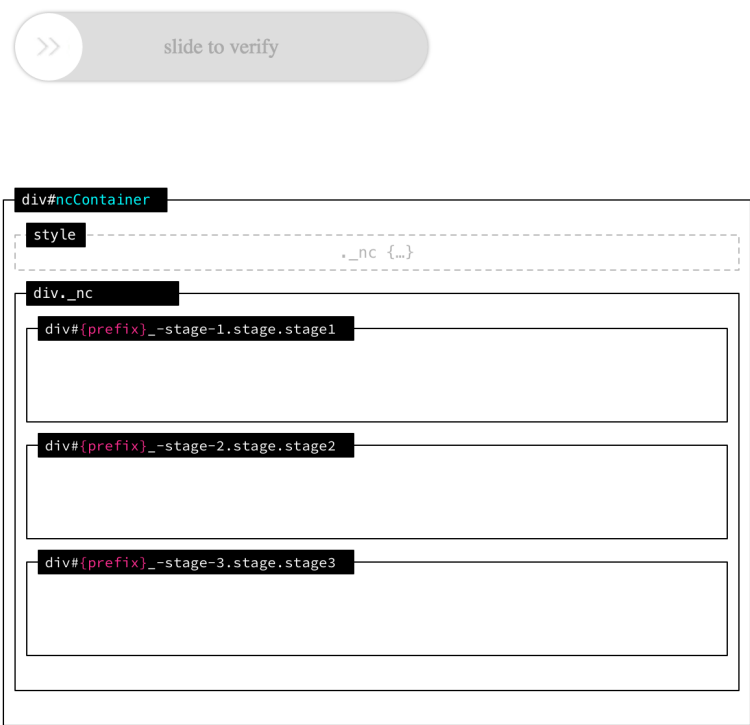 slide to verify
div#ncContainer
style
._nc {…}
div._nc
div#{prefix}_-stage-1.stage.stage1
div#{prefix}_-stage-2.stage.stage2
div#{prefix}_-stage-3.stage.stage3